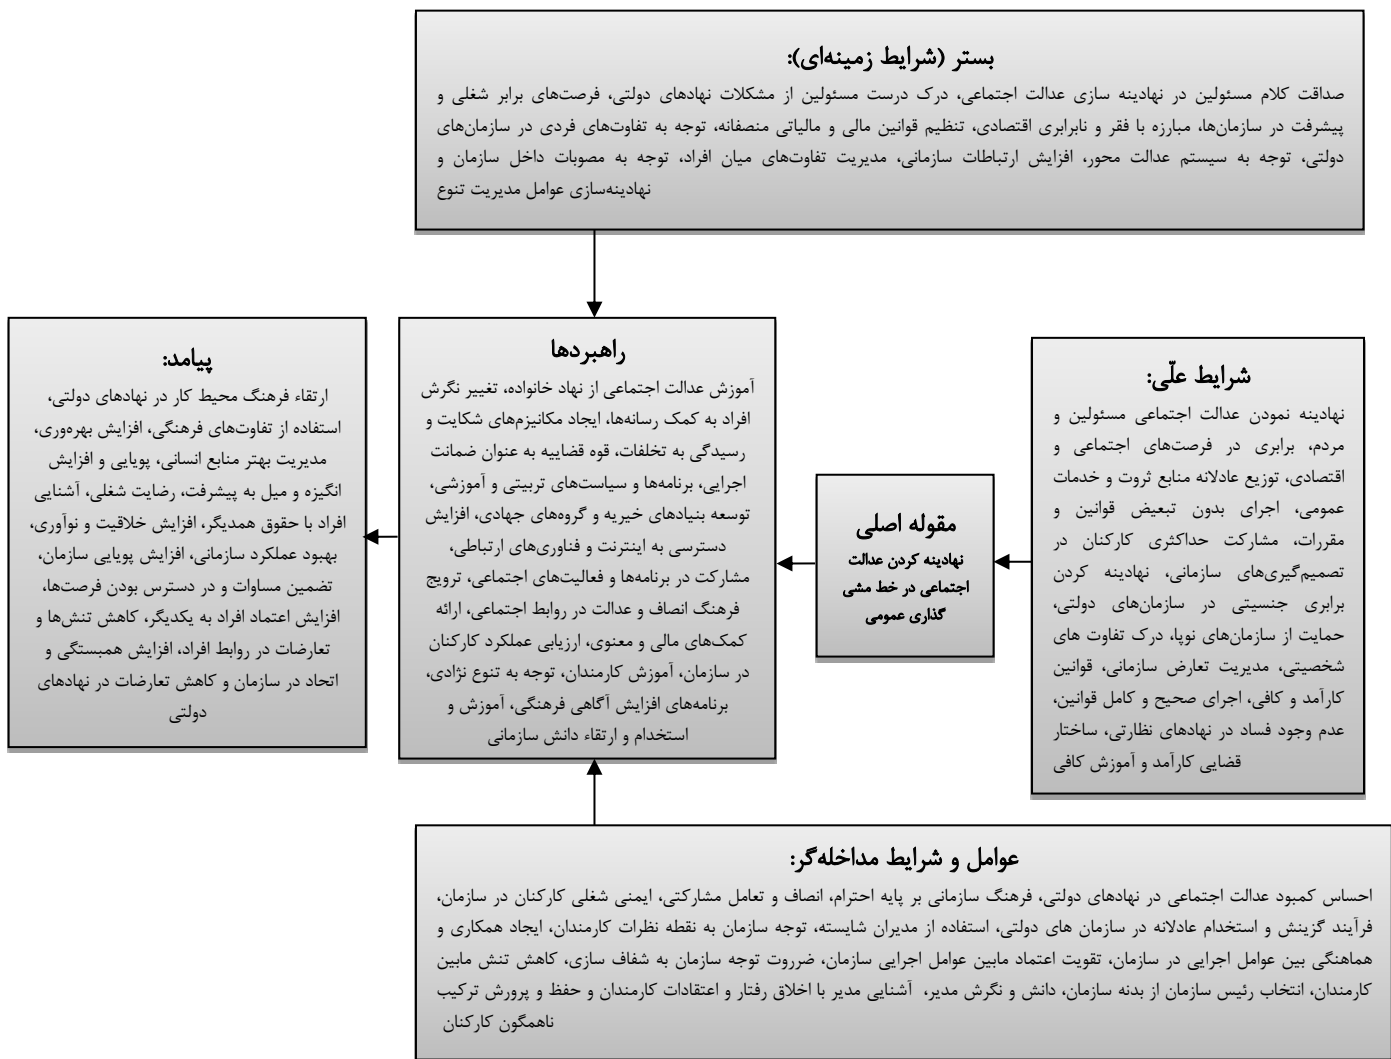 بستر (شرایط زمینه‌ای):
صداقت کلام مسئولین در نهادینه سازی عدالت اجتماعی، درک درست مسئولین از مشکلات نهادهای دولتی، فرصت‌های برابر شغلی و
پیشرفت در سازمان‌ها، مبارزه با فقر و نابرابری اقتصادی، تنظیم قوانین مالی و مالیاتی منصفانه، توجه به تفاوت‌های فردی در سازمان‌های
دولتی، توجه به سیستم عدالت محور، افزایش ارتباطات سازمانی، مدیریت تفاوت‌های میان افراد، توجه به مصوبات داخل سازمان و
نهادینه‌سازی عوامل مدیریت تنوع
شرایط علّی:
نهادینه نمودن عدالت اجتماعی مسئولین و
مردم، برابری در فرصت‌های اجتماعی و
اقتصادی، توزیع عادلانه منابع ثروت و خدمات
عمومی، اجرای بدون تبعیض قوانین و
مقررات، مشارکت حداکثری کارکنان در
تصمیم‌گیری‌های سازمانی، نهادینه کردن
برابری جنسیتی در سازمان‌های دولتی،
حمایت از سازمان‌های نوپا، درک تفاوت های
شخصیتی، مدیریت تعارض سازمانی، قوانین
کارآمد و کافی، اجرای صحیح و کامل قوانین،
عدم وجود فساد در نهادهای نظارتی، ساختار
قضایی کارآمد و آموزش کافی
مقوله اصلی
نهادینه کردن عدالت
اجتماعی در خط مشی
گذاری عمومی
راهبردها
آموزش عدالت اجتماعی از نهاد خانواده، تغییر نگرش
افراد به کمک رسانه‌ها، ایجاد مکانیزم‌های شکایت و
رسیدگی به تخلفات، قوه قضاییه به عنوان ضمانت
اجرایی، برنامه‌ها و سیاست‌های تربیتی و آموزشی،
توسعه بنیادهای خیریه و گروه‌های جهادی، افزایش
دسترسی به اینترنت و فناوری‌های ارتباطی،
مشارکت در برنامه‌ها و فعالیت‌های اجتماعی، ترویج
فرهنگ انصاف و عدالت در روابط اجتماعی، ارائه
کمک‌های مالی و معنوی، ارزیابی عملکرد کارکنان
در سازمان، آموزش کارمندان، توجه به تنوع نژادی،
برنامه‌های افزایش آگاهی فرهنگی، آموزش و
استخدام و ارتقاء دانش سازمانی
پیامد:
ارتقاء فرهنگ محیط کار در نهادهای دولتی،
استفاده از تفاوت‌های فرهنگی، افزایش بهره‌وری،
مدیریت بهتر منابع انسانی، پویایی و افزایش
انگیزه و میل به پیشرفت، رضایت شغلی، آشنایی
افراد با حقوق همدیگر، افزایش خلاقیت و نوآوری،
بهبود عملکرد سازمانی، افزایش پویایی سازمان،
تضمین مساوات و در دسترس بودن فرصت‌ها،
افزایش اعتماد افراد به یکدیگر، کاهش تنش‌ها و
تعارضات در روابط افراد، افزایش همبستگی و
اتحاد در سازمان و کاهش تعارضات در نهادهای
دولتی
عوامل و شرایط مداخله‌گر:
احساس کمبود عدالت اجتماعی در نهادهای دولتی، فرهنگ سازمانی بر پایه احترام، انصاف و تعامل مشارکتی، ایمنی شغلی کارکنان در سازمان،
فرآیند گزینش و استخدام عادلانه در سازمان های دولتی، استفاده از مدیران شایسته، توجه سازمان به نقطه نظرات کارمندان، ایجاد همکاری و
هماهنگی بین عوامل اجرایی در سازمان، تقویت اعتماد مابین عوامل اجرایی سازمان، ضرروت توجه سازمان به شفاف سازی، کاهش تنش مابین
کارمندان، انتخاب رئیس سازمان از بدنه سازمان، دانش و نگرش مدیر، آشنایی مدیر با اخلاق رفتار و اعتقادات کارمندان و حفظ و پرورش ترکیب
ناهمگون کارکنان